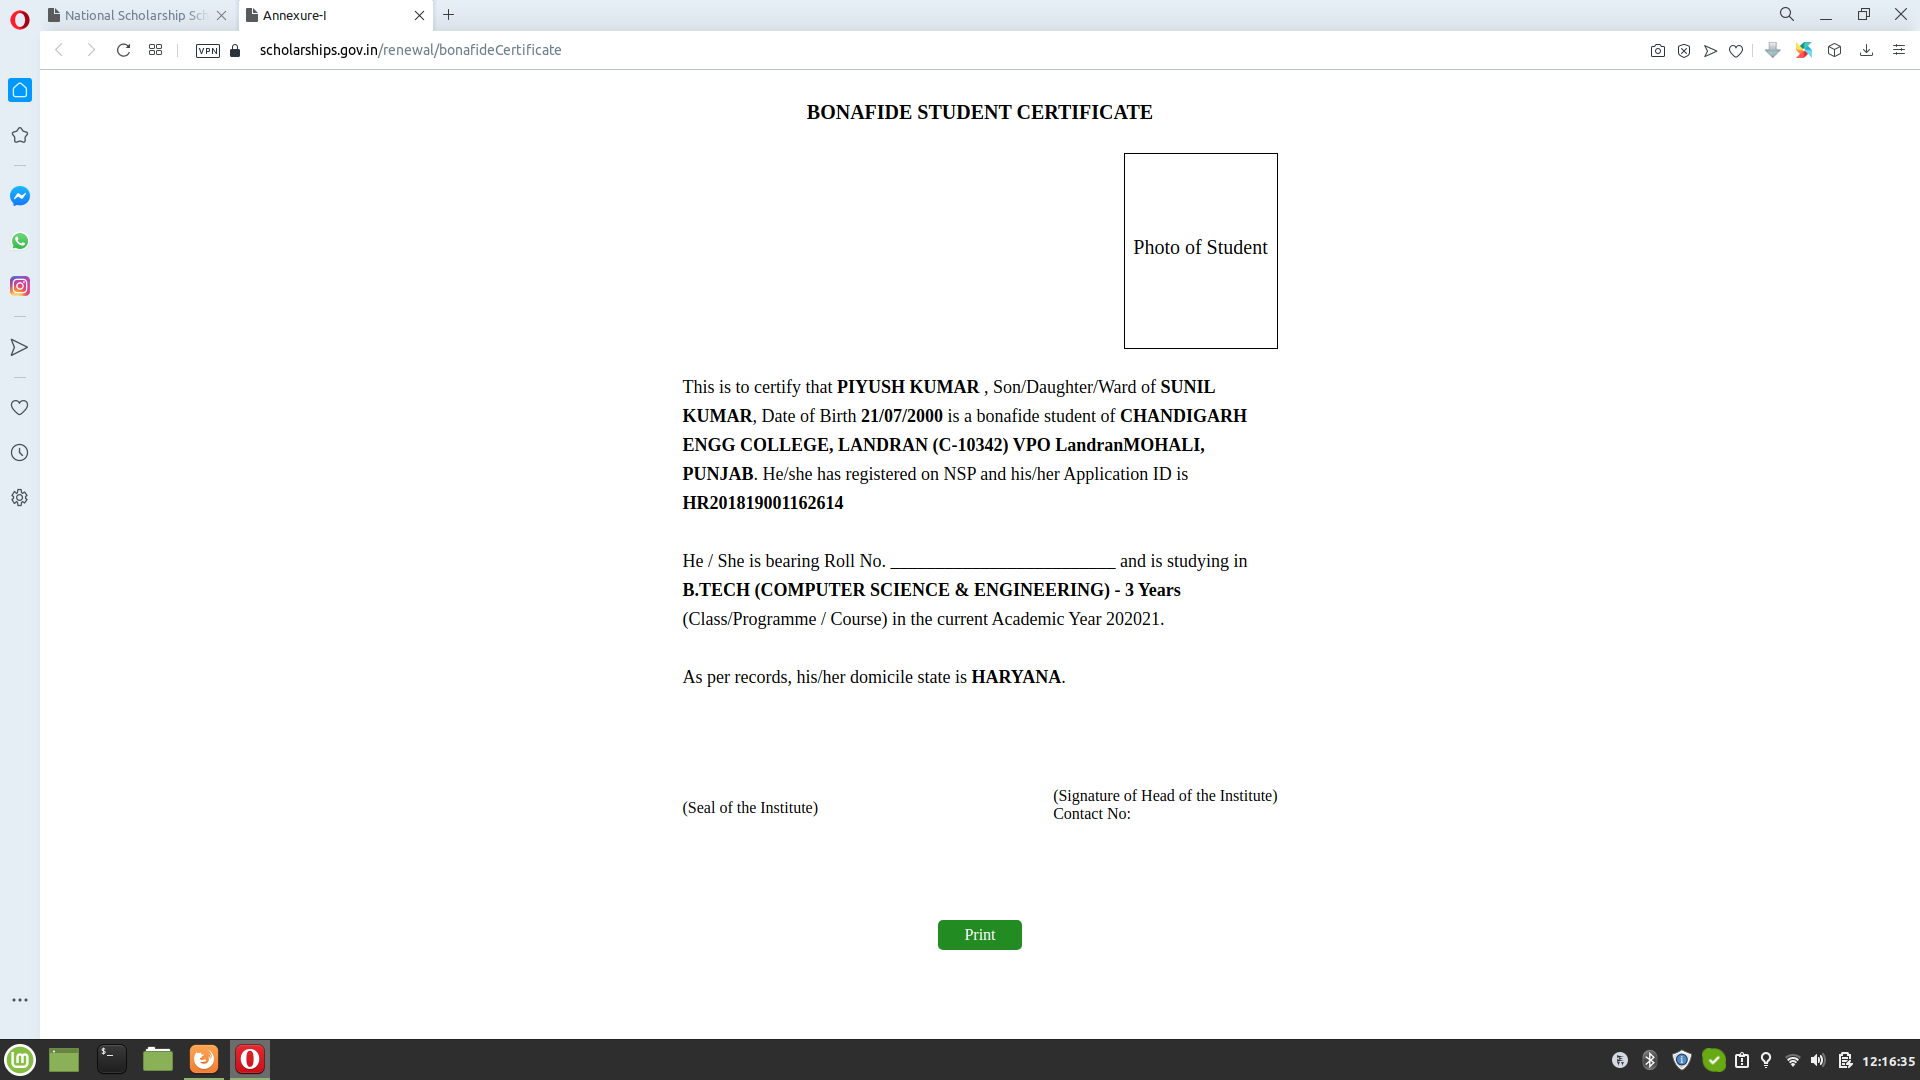 National Scholarship Sch
Annexure-I
VPN
scholarships.gov.in/renewal/bonafideCertificate
BONAFIDE STUDENT CERTIFICATE
Photo of Student
This is to certify that PIYUSH KUMAR , Son/Daughter/Ward of SUNIL
KUMAR, Date of Birth 21/07/2000 is a bonafide student of CHANDIGARH
ENGG COLLEGE, LANDRAN (C-10342) VPO LandranMOHALI,
PUNJAB. He/she has registered on NSP and his/her Application ID is
HR201819001162614
He / She is bearing Roll No. _________________________ and is studying in
B.TECH (COMPUTER SCIENCE & ENGINEERING) - 3 Years
(Class/Programme / Course) in the current Academic Year 202021.
As per records, his/her domicile state is HARYANA.
(Seal of the Institute)
(Signature of Head of the Institute)
Contact No:
Print
12:16:35